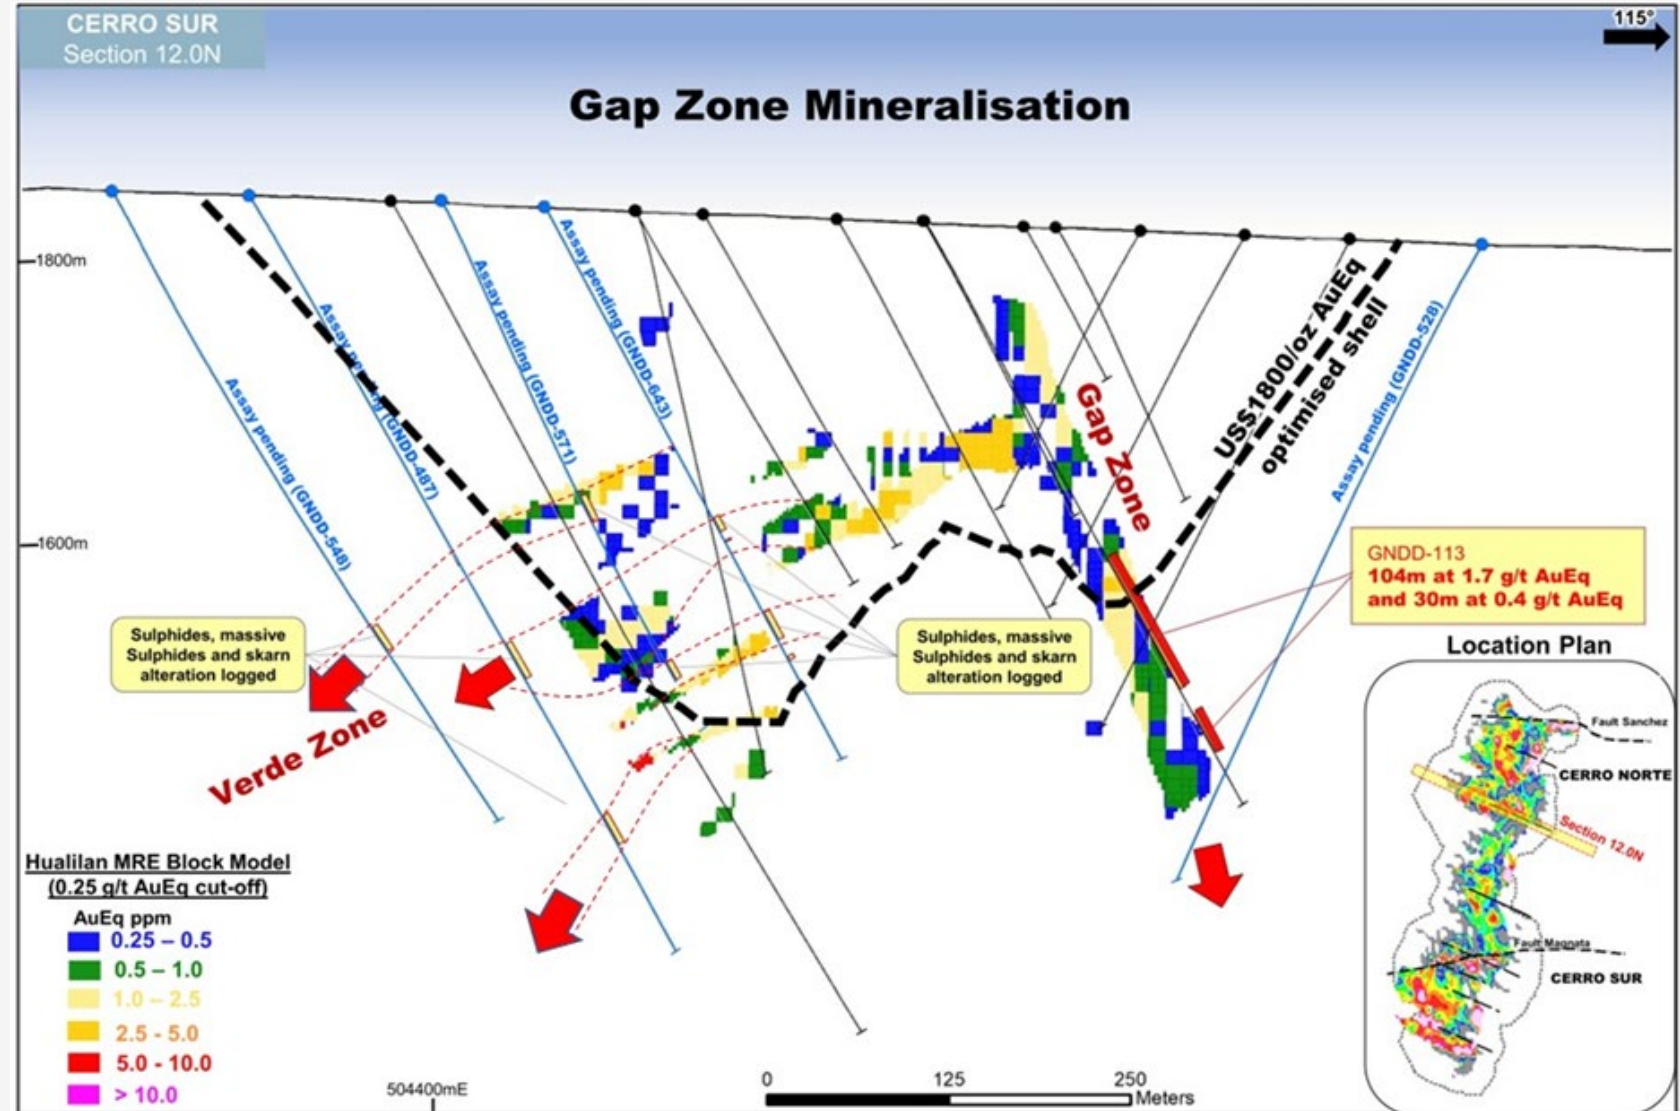 CERRO SUR
Section 12.0N
115°
Gap Zone Mineralisation
1800m
1600m
Assay pending (GNDD-548)
Assay pending (GNDD-487)
Assay pending (GNDD-571)
Assay pending (GNDD-643)
Gap Zone
US$1800/oz AuEq
optimised shell
Assay pending (GNDD-528)
GNDD-113
104m at 1.7 g/t AuEq
and 30m at 0.4 g/t AuEq
Sulphides, massive
Sulphides and skarn
alteration logged
Sulphides, massive
Sulphides and skarn
alteration logged
Verde Zone
Location Plan
Fault Sanchez
CERRO NORTE
Section 12.0N
Fault Magnata
CERRO SUR
Hualilan MRE Block Model
(0.25 g/t AuEq cut-off)
AuEq ppm
0.25 – 0.5
0.5 – 1.0
1.0 – 2.5
2.5 - 5.0
5.0 - 10.0
> 10.0
504400mE
0 125 250
Meters